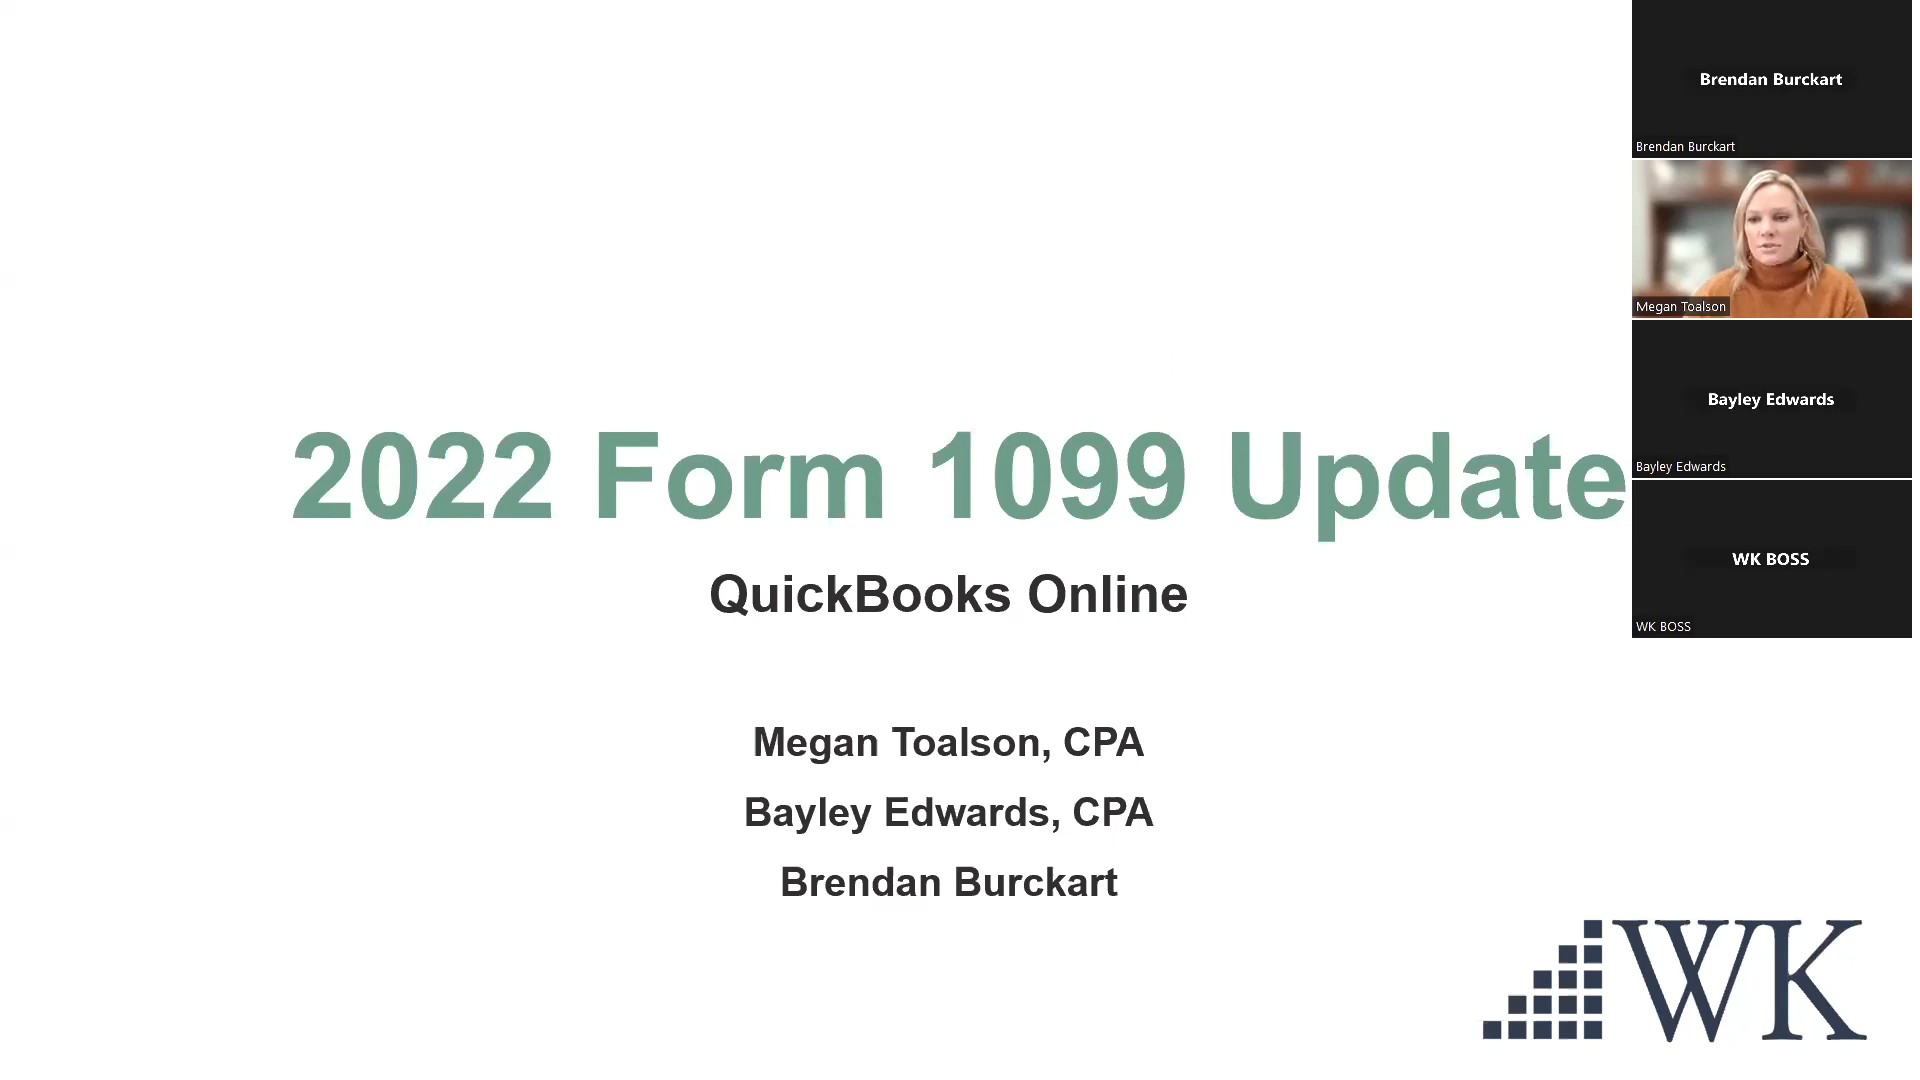 2022 Form 1099 Update
QuickBooks Online
Megan Toalson, CPA
Bayley Edwards, CPA
Brendan Burckart
WK
Brendan Burckart
Brendan Burckart
Megan Toalson
Bayley Edwards
Bayley Edwards
WK BOSS
WK BOSS